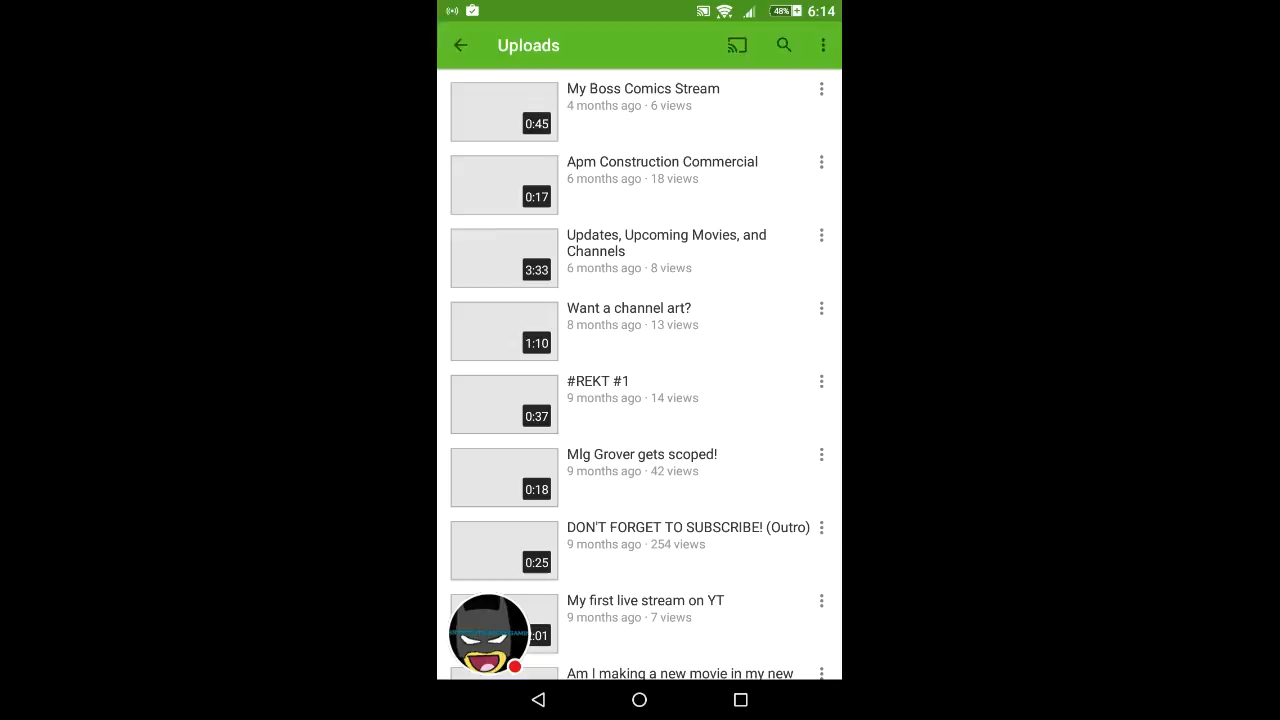 48% 6:14
Uploads
My Boss Comics Stream
4 months ago · 6 views
0:45
Apm Construction Commercial
6 months ago · 18 views
0:17
Updates, Upcoming Movies, and
Channels
6 months ago · 8 views
3:33
Want a channel art?
8 months ago · 13 views
1:10
#REKT #1
9 months ago · 14 views
0:37
Mlg Grover gets scoped!
9 months ago · 42 views
0:18
DON'T FORGET TO SUBSCRIBE! (Outro)
9 months ago · 254 views
0:25
My first live stream on YT
9 months ago · 7 views
:01
Am I making a new movie in my new